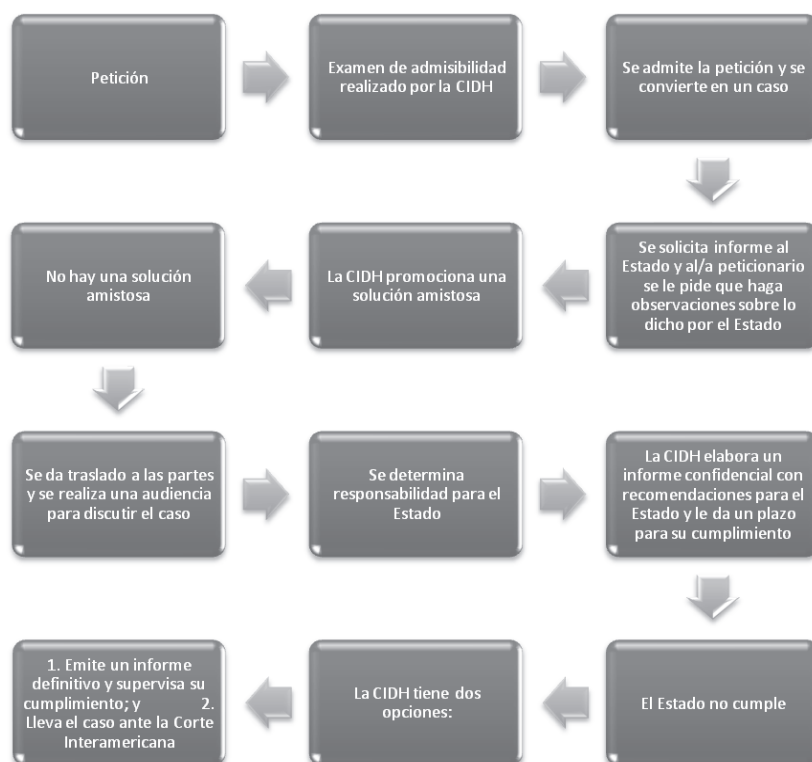 Petición
Examen de admisibilidad
realizado por la CIDH
Se admite la petición y se
convierte en un caso
Se solicita informe al
Estado y al/a peticionario
se le pide que haga
observaciones sobre lo
dicho por el Estado
La CIDH promociona una
solución amistosa
No hay una solución
amistosa
Se da traslado a las partes
y se realiza una audiencia
para discutir el caso
Se determina
responsabilidad para el
Estado
La CIDH elabora un
informe confidencial con
recomendaciones para el
Estado y le da un plazo
para su cumplimiento
El Estado no cumple
La CIDH tiene dos
opciones:
1. Emite un informe
definitivo y supervisa su
cumplimiento; y 2.
Lleva el caso ante la Corte
Interamericana